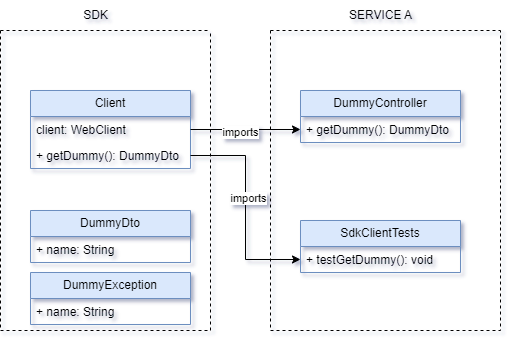 SDK
SERVICE A
Client
client: WebClient
+ getDummy(): DummyDto
imports
DummyController
+ getDummy(): DummyDto
imports
DummyDto
+ name: String
SdkClientTests
+ testGetDummy(): void
DummyException
+ name: String